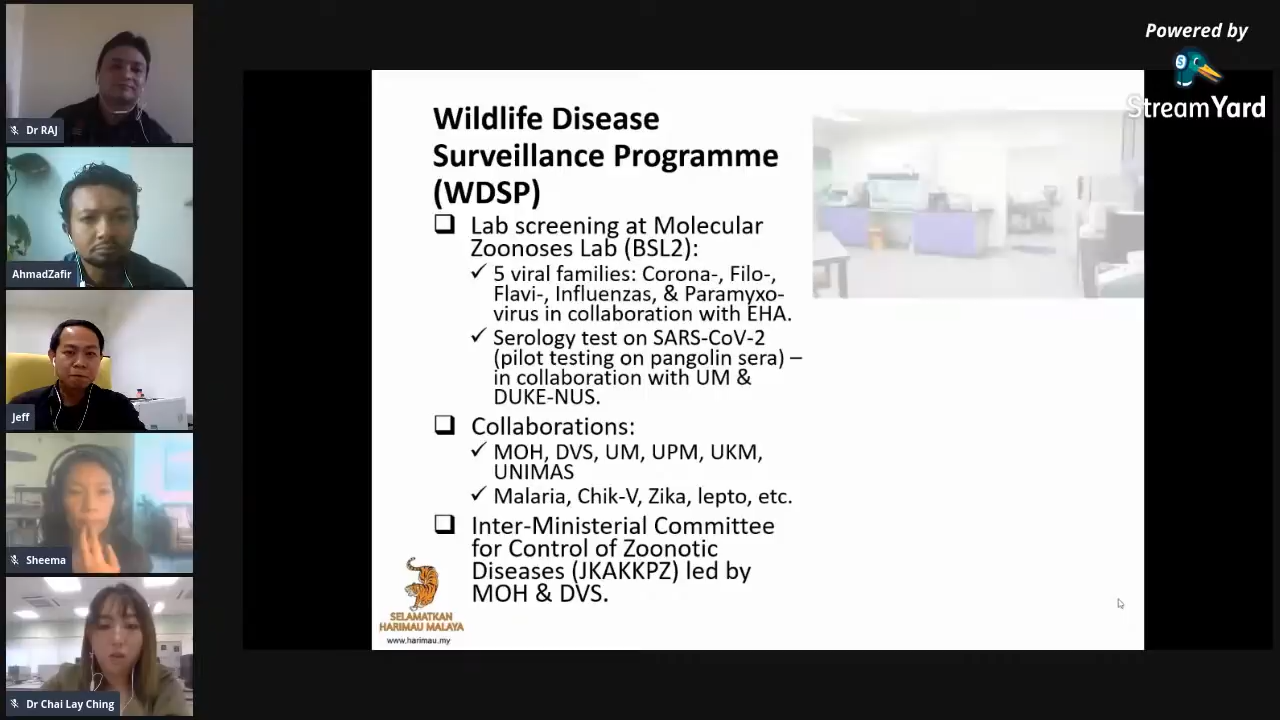 Powered by
StreamYard
Dr RAJ
AhmadZafir
Jeff
Sheema
Dr Chai Lay Ching
Wildlife Disease
Surveillance Programme
(WDSP)
Lab screening at Molecular
Zoonoses Lab (BSL2):
5 viral families: Corona-, Filo-,
Flavi-, Influenzas, & Paramyxo-
virus in collaboration with EHA.
Serology test on SARS-CoV-2
(pilot testing on pangolin sera) –
in collaboration with UM &
DUKE-NUS.
Collaborations:
MOH, DVS, UM, UPM, UKM,
UNIMAS
Malaria, Chik-V, Zika, lepto, etc.
Inter-Ministerial Committee
for Control of Zoonotic
Diseases (JKAKKPZ) led by
MOH & DVS.
SELAMATKAN
HARIMAU MALAYA
www.harimau.my